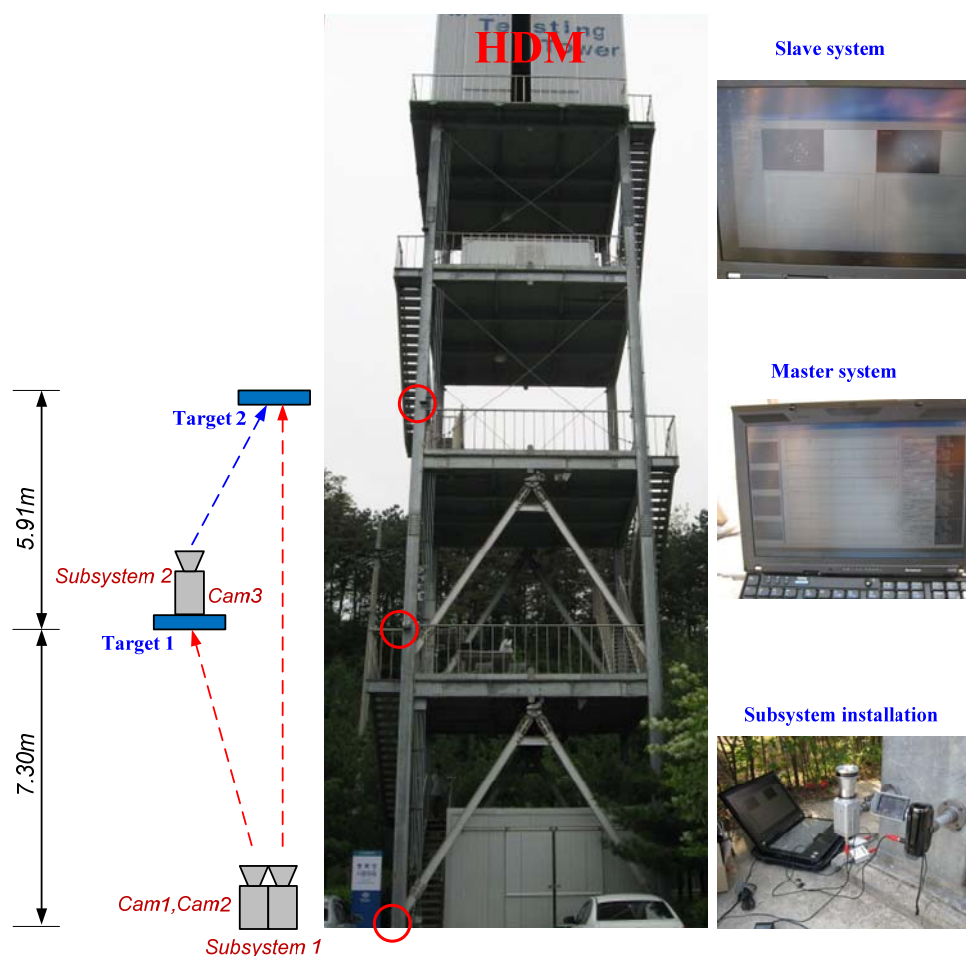 Testing
Tower
HDM
Slave system
Master system
Subsystem installation
Target 2
5.91m
Subsystem 2
Cam3
Target 1
7.30m
Cam1,Cam2
Subsystem 1